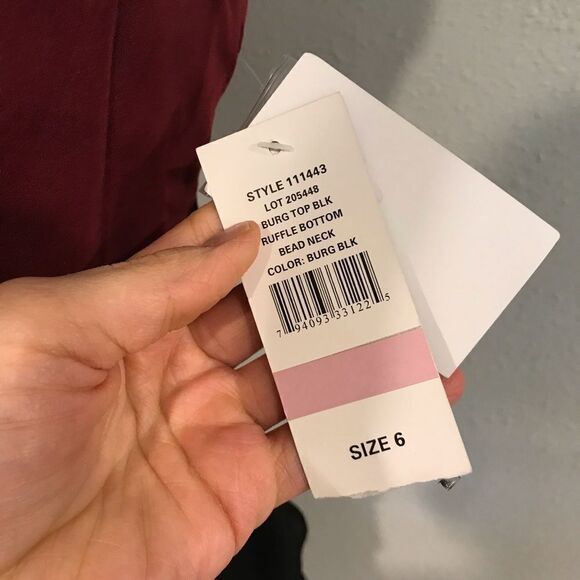 STYLE 111443
LOT 205448
BURG TOP BLK
RUFFLE BOTTOM
BEAD NECK
COLOR: BURG BLK
7 94093 33122 5
SIZE 6